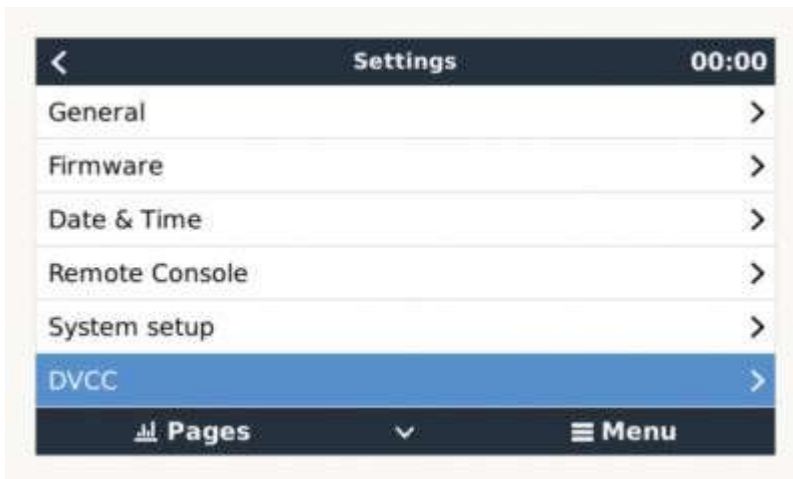 Settings 00:00
General
Firmware
Date & Time
Remote Console
System setup
DVCC
Pages Menu